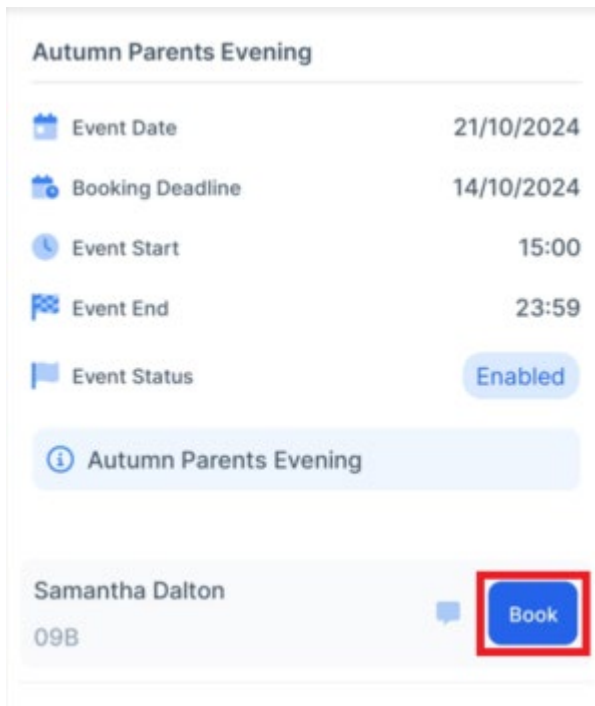 Autumn Parents Evening
Event Date 21/10/2024
Booking Deadline 14/10/2024
Event Start 15:00
Event End 23:59
Event Status Enabled
Autumn Parents Evening
Samantha Dalton
Book
09B